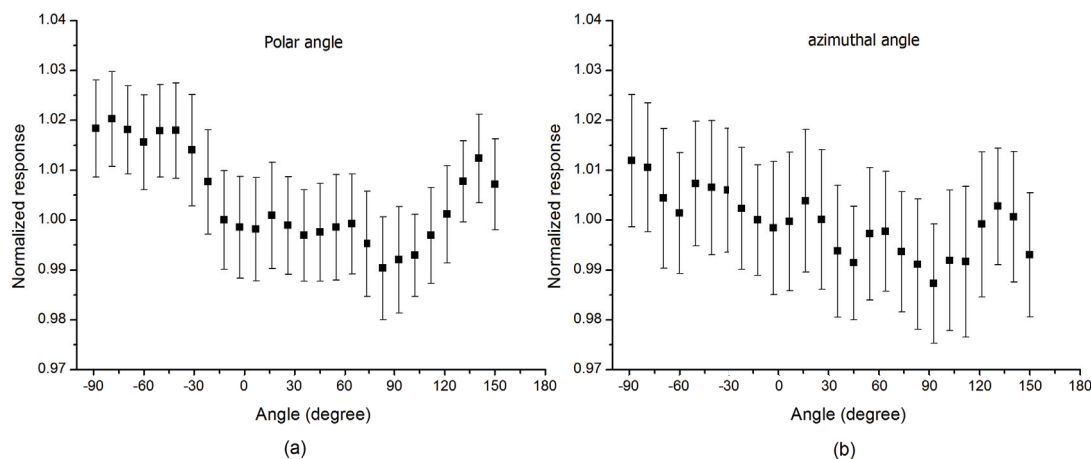 Polar angle
1.04
1.03
1.02
1.01
1.00
0.99
0.98
0.97
Normalized response
-90 -60 -30 0 30 60 90 120 150 180
Angle (degree)
(a)
azimuthal angle
1.04
1.03
1.02
1.01
1.00
0.99
0.98
0.97
Normalized response
-90 -60 -30 0 30 60 90 120 150 180
Angle (degree)
(b)